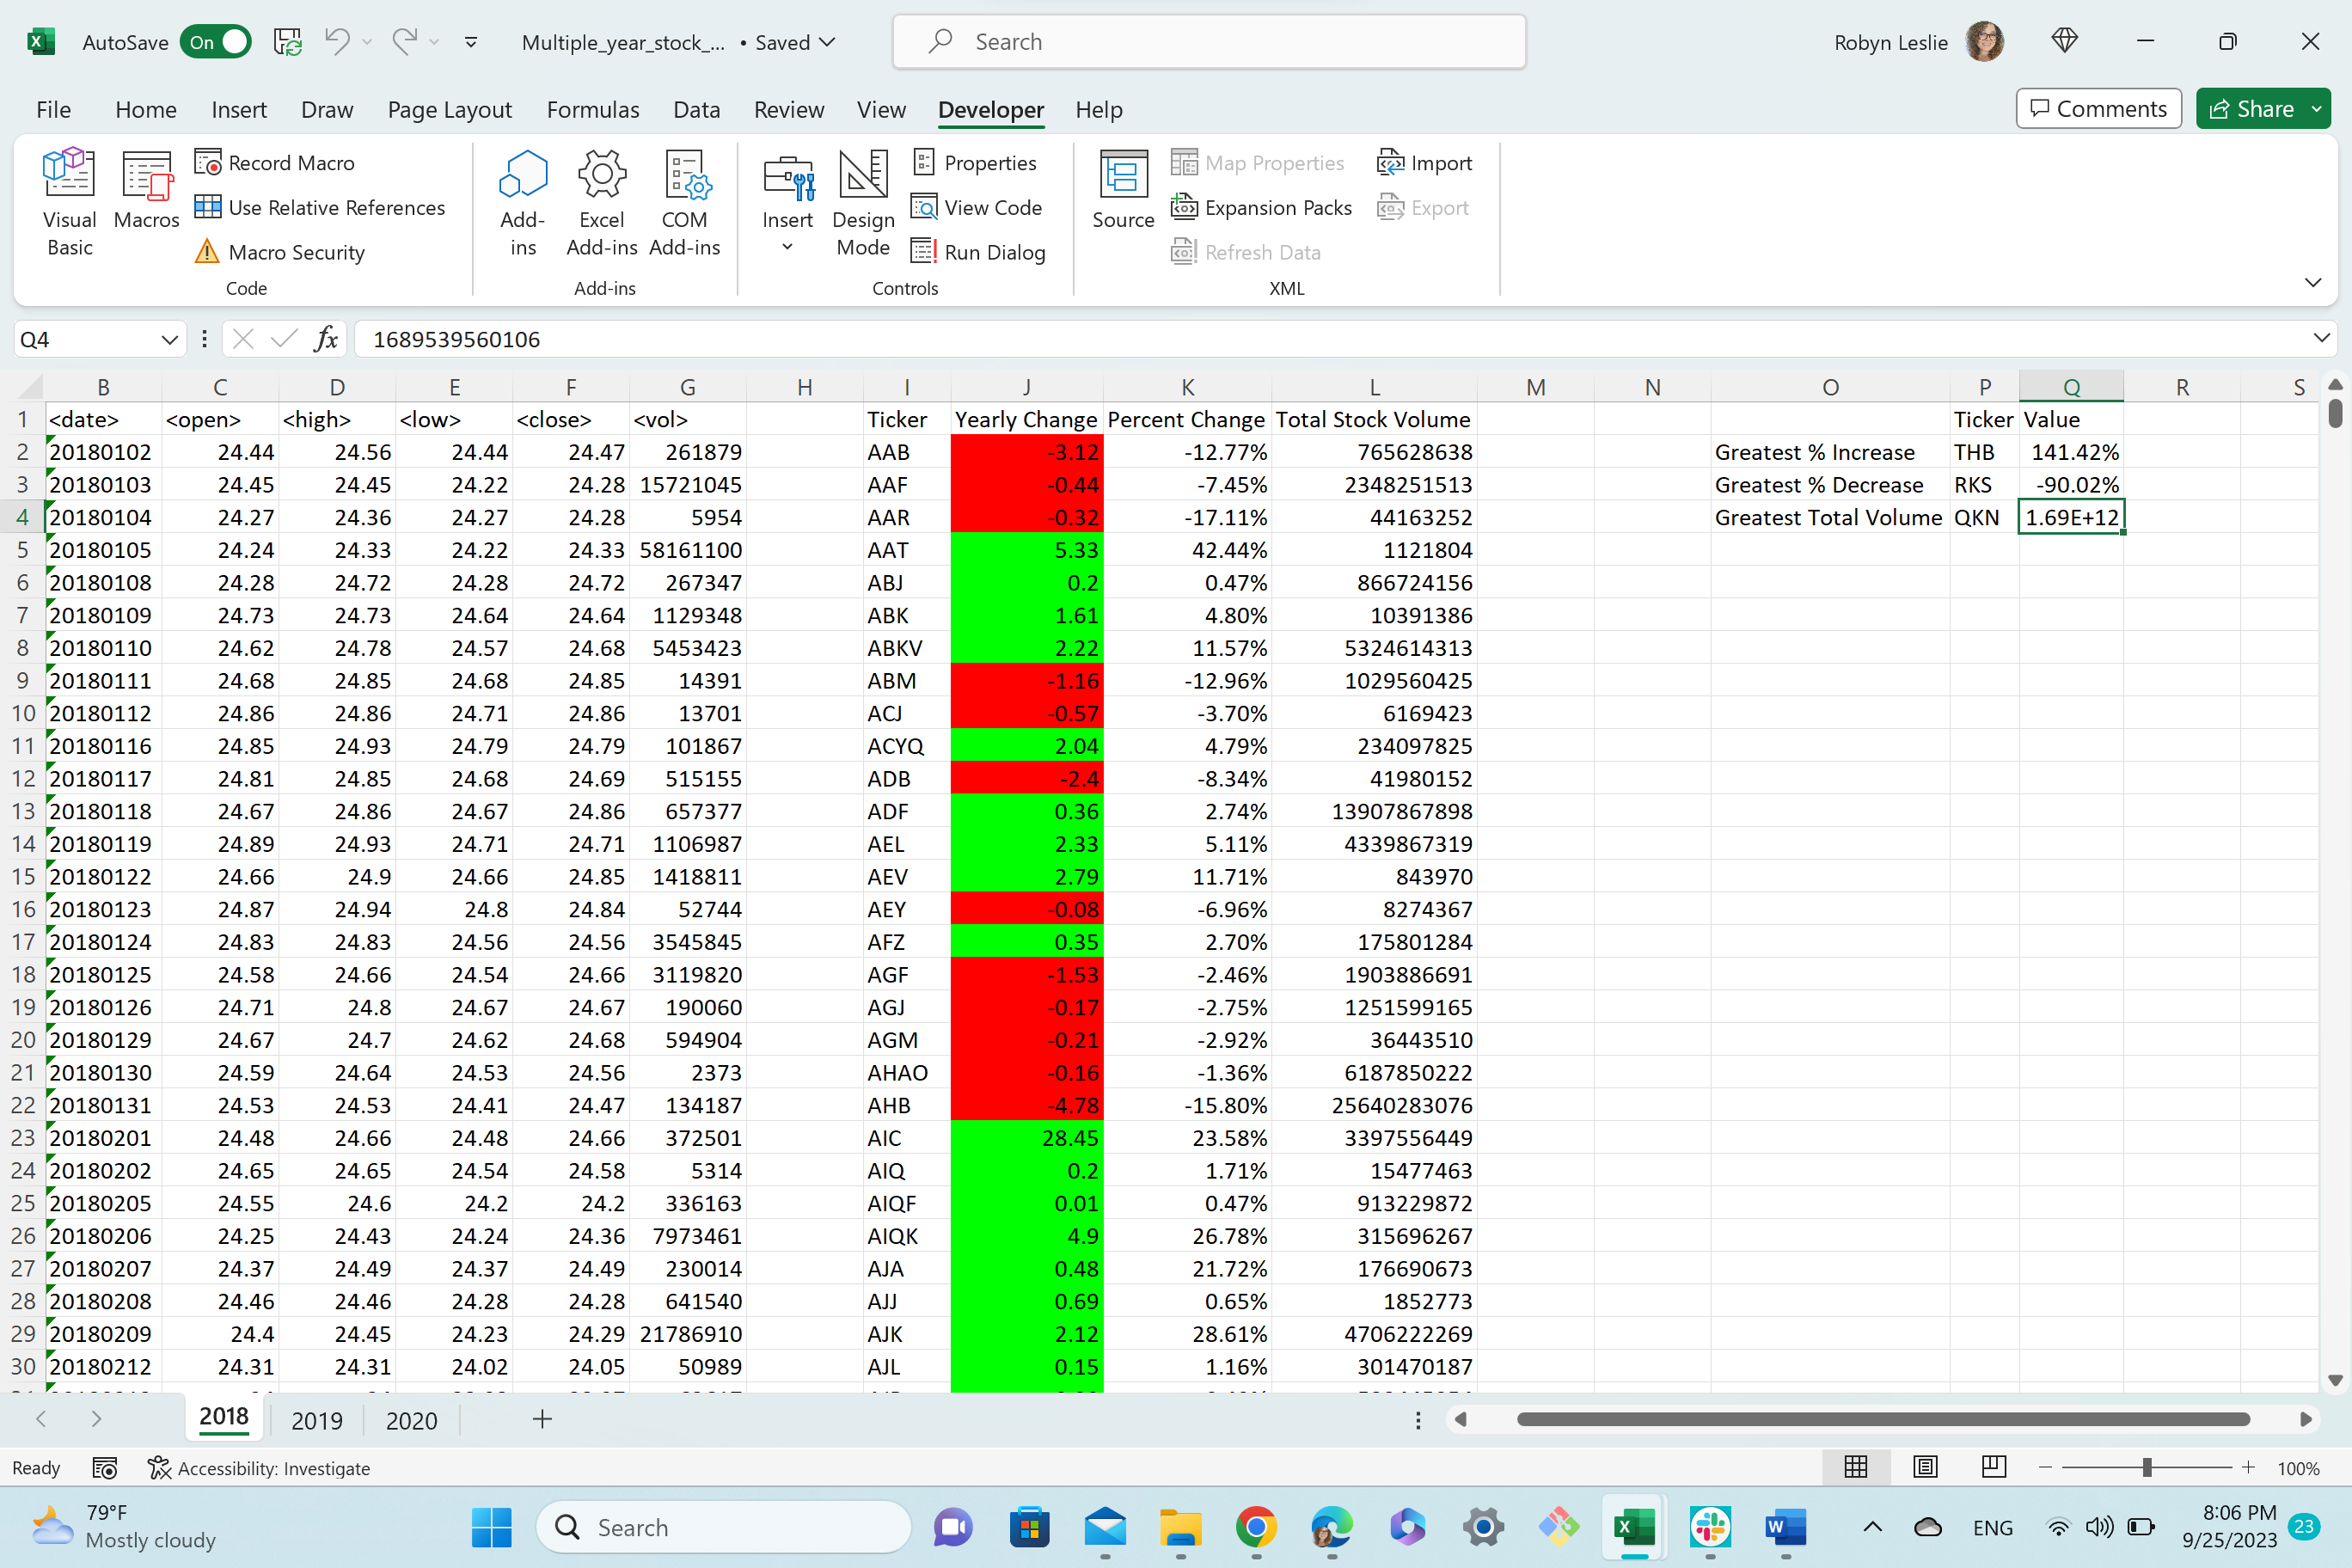 AutoSave On Multiple_year_stock_... • Saved Search Robyn Leslie
File Home Insert Draw Page Layout Formulas Data Review View Developer Help Comments Share
Visual Basic Macros Record Macro Use Relative References Macro Security Code
Add-ins Excel Add-ins COM Add-ins Add-ins
Insert Design Mode Properties View Code Run Dialog Controls
Source Map Properties Expansion Packs Refresh Data Import Export XML
Q4 fx 1689539560106
B C D E F G H I J K L M N O P Q R S
1 <date> <open> <high> <low> <close> <vol> Ticker Yearly Change Percent Change Total Stock Volume Ticker Value
2 20180102 24.44 24.56 24.44 24.47 261879 AAB -3.12 -12.77% 765628638 Greatest % Increase THB 141.42%
3 20180103 24.45 24.45 24.22 24.28 15721045 AAF -0.44 -7.45% 2348251513 Greatest % Decrease RKS -90.02%
4 20180104 24.27 24.36 24.27 24.28 5954 AAR -0.32 -17.11% 44163252 Greatest Total Volume QKN 1.69E+12
5 20180105 24.24 24.33 24.22 24.33 58161100 AAT 5.33 42.44% 1121804
6 20180108 24.28 24.72 24.28 24.72 267347 ABJ 0.2 0.47% 866724156
7 20180109 24.73 24.73 24.64 24.64 1129348 ABK 1.61 4.80% 10391386
8 20180110 24.62 24.78 24.57 24.68 5453423 ABKV 2.22 11.57% 5324614313
9 20180111 24.68 24.85 24.68 24.85 14391 ABM -1.16 -12.96% 1029560425
10 20180112 24.86 24.86 24.71 24.86 13701 ACJ -0.57 -3.70% 6169423
11 20180116 24.85 24.93 24.79 24.79 101867 ACYQ 2.04 4.79% 234097825
12 20180117 24.81 24.85 24.68 24.69 515155 ADB -2.4 -8.34% 41980152
13 20180118 24.67 24.86 24.67 24.86 657377 ADF 0.36 2.74% 13907867898
14 20180119 24.89 24.93 24.71 24.71 1106987 AEL 2.33 5.11% 4339867319
15 20180122 24.66 24.9 24.66 24.85 1418811 AEV 2.79 11.71% 843970
16 20180123 24.87 24.94 24.8 24.84 52744 AEY -0.08 -6.96% 8274367
17 20180124 24.83 24.83 24.56 24.56 3545845 AFZ 0.35 2.70% 175801284
18 20180125 24.58 24.66 24.54 24.66 3119820 AGF -1.53 -2.46% 1903886691
19 20180126 24.71 24.8 24.67 24.67 190060 AGJ -0.17 -2.75% 1251599165
20 20180129 24.67 24.7 24.62 24.68 594904 AGM -0.21 -2.92% 36443510
21 20180130 24.59 24.64 24.53 24.56 2373 AHAO -0.16 -1.36% 6187850222
22 20180131 24.53 24.53 24.41 24.47 134187 AHB -4.78 -15.80% 25640283076
23 20180201 24.48 24.66 24.48 24.66 372501 AIC 28.45 23.58% 3397556449
24 20180202 24.65 24.65 24.54 24.58 5314 AIQ 0.2 1.71% 15477463
25 20180205 24.55 24.6 24.2 24.2 336163 AIQF 0.01 0.47% 913229872
26 20180206 24.25 24.43 24.24 24.36 7973461 AIQK 4.9 26.78% 315696267
27 20180207 24.37 24.49 24.37 24.49 230014 AJA 0.48 21.72% 176690673
28 20180208 24.46 24.46 24.28 24.28 641540 AJJ 0.69 0.65% 1852773
29 20180209 24.4 24.45 24.23 24.29 21786910 AJK 2.12 28.61% 4706222269
30 20180212 24.31 24.31 24.02 24.05 50989 AJL 0.15 1.16% 301470187
2018 2019 2020
Ready Accessibility: Investigate 100%
79°F
Mostly cloudy
Search ENG 8:06 PM 23
9/25/2023